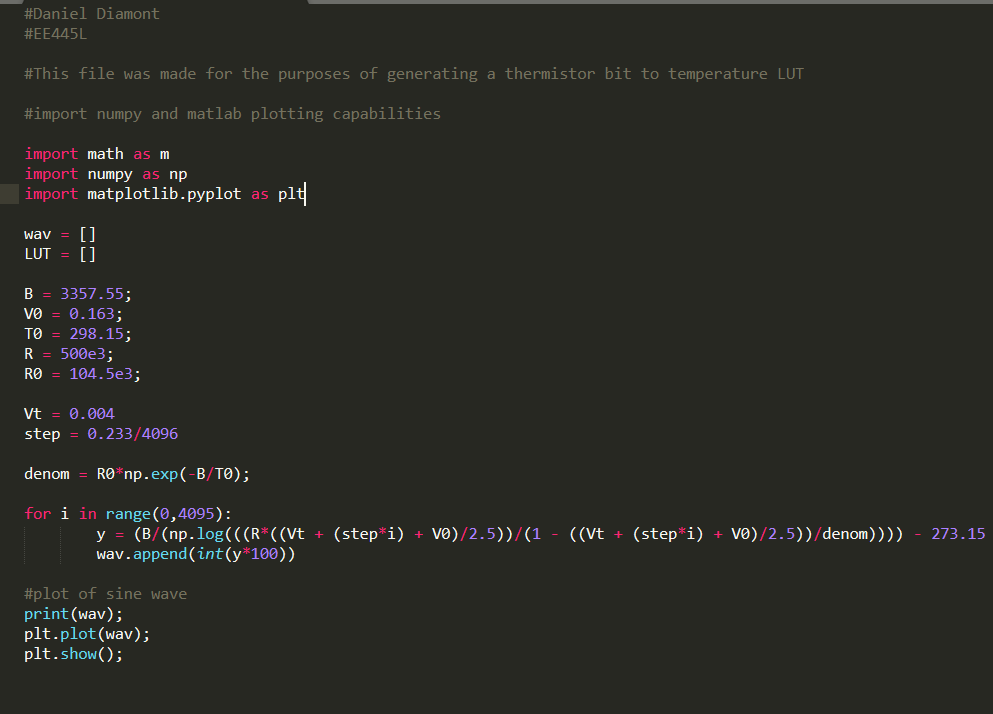 #Daniel Diamont
#EE445L
#This file was made for the purposes of generating a thermistor bit to temperature LUT
#import numpy and matlab plotting capabilities
import math as m
import numpy as np
import matplotlib.pyplot as plt
wav = []
LUT = []
B = 3357.55;
V0 = 0.163;
T0 = 298.15;
R = 500e3;
R0 = 104.5e3;
Vt = 0.004
step = 0.233/4096
denom = R0*np.exp(-B/T0);
for i in range(0,4095):
y = (B/(np.log(((R*((Vt + (step*i) + V0)/2.5))/(1 - ((Vt + (step*i) + V0)/2.5))/denom)))) - 273.15
wav.append(int(y*100))
#plot of sine wave
print(wav);
plt.plot(wav);
plt.show();